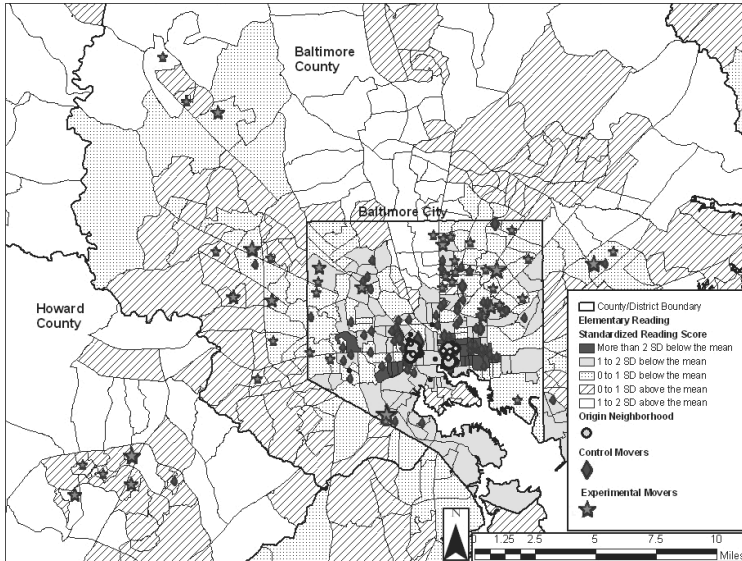 Baltimore
County
Baltimore City
Howard
County
County/District Boundary
Elementary Reading
Standardized Reading Score
More than 2 SD below the mean
1 to 2 SD below the mean
0 to 1 SD below the mean
0 to 1 SD above the mean
1 to 2 SD above the mean
Origin Neighborhood
Control Movers
Experimental Movers
N
0 1.25 2.5 5 7.5 10
Miles